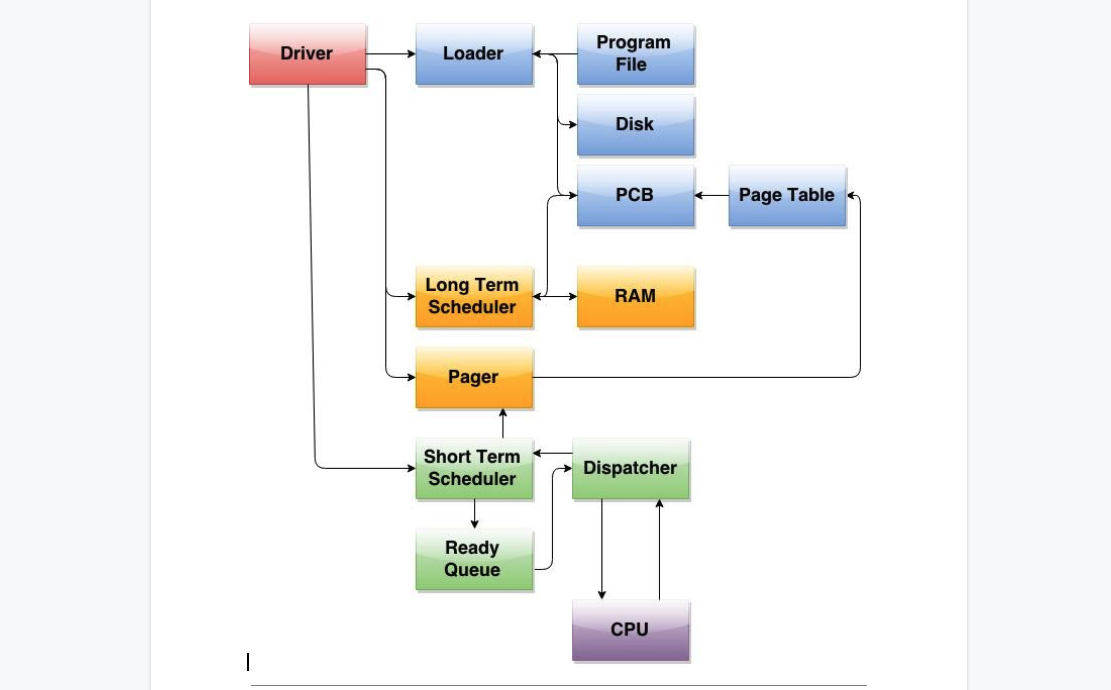 Driver
Loader
Program
File
Disk
PCB
Page Table
Long Term
Scheduler
RAM
Pager
Short Term
Scheduler
Dispatcher
Ready
Queue
CPU